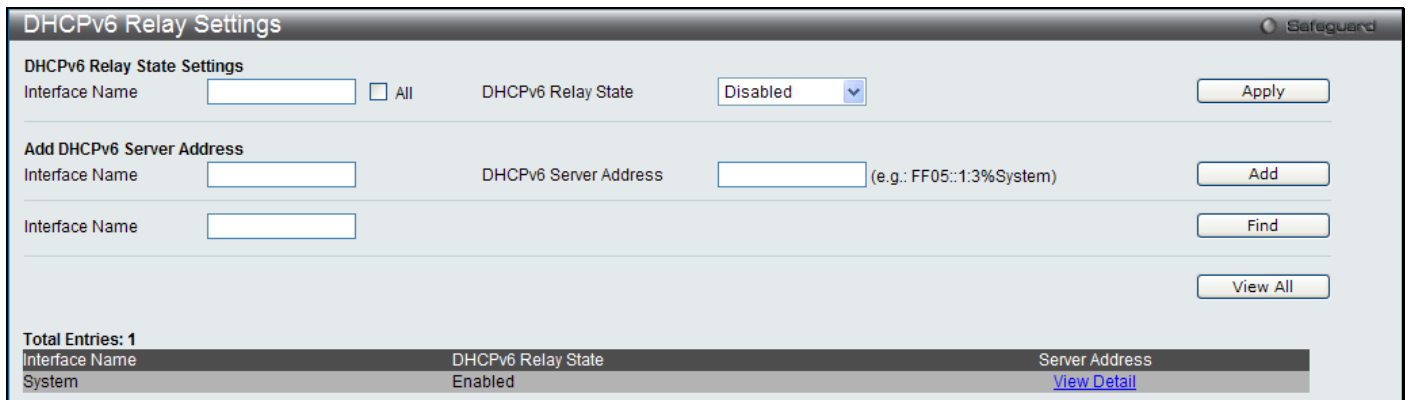 DHCPv6 Relay Settings
Safeguard
DHCPv6 Relay State Settings
Interface Name All DHCPv6 Relay State Disabled Apply
Add DHCPv6 Server Address
Interface Name DHCPv6 Server Address (e.g.: FF05::1:3%System) Add
Interface Name Find
View All
Total Entries: 1
Interface Name DHCPv6 Relay State Server Address
System Enabled View Detail